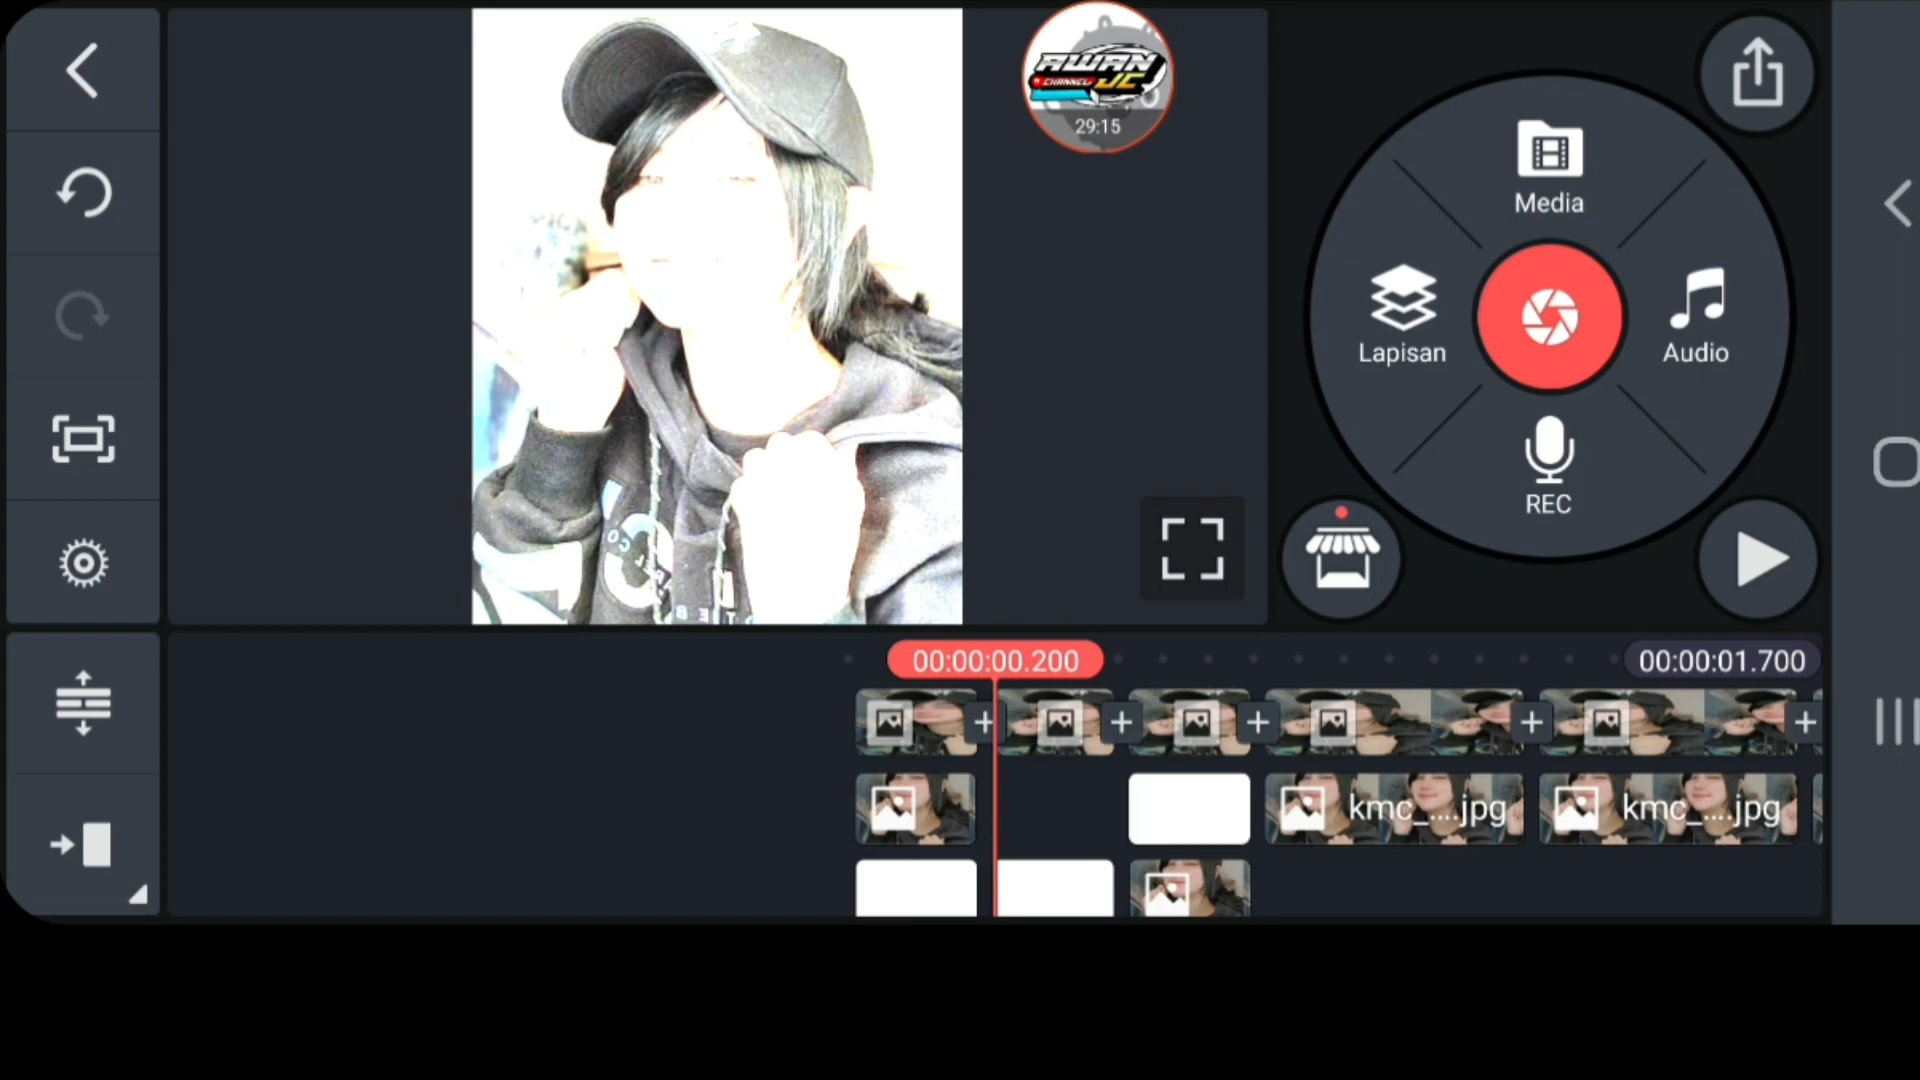 AWAN
CHANNEL JC
29:15
Media
Lapisan
Audio
REC
00:00:00.200
00:00:01.700
kmc_....jpg
kmc_....jpg